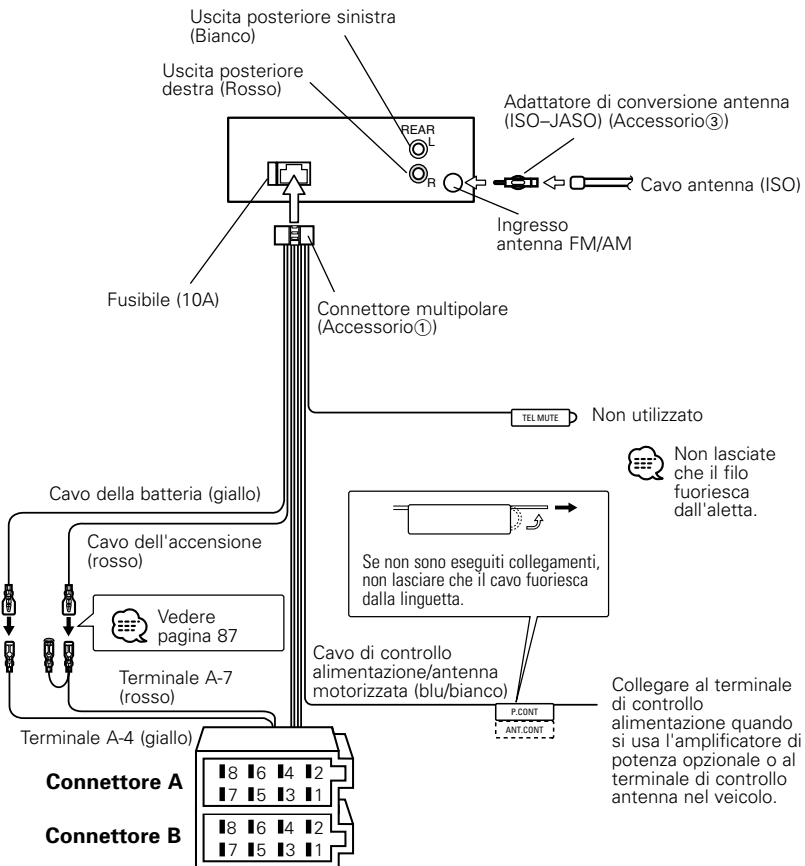 Uscita posteriore sinistra
(Bianco)
Uscita posteriore
destra (Rosso)
Adattatore di conversione antenna
(ISO–JASO) (Accessorio③)
REAR
L
R
Cavo antenna (ISO)
Ingresso
antenna FM/AM
Fusibile (10A)
Connettore multipolare
(Accessorio①)
TEL MUTE
Non utilizzato
Non lasciate
che il filo
fuoriesca
dall'aletta.
Cavo della batteria (giallo)
Cavo dell'accensione
(rosso)
Se non sono eseguiti collegamenti,
non lasciare che il cavo fuoriesca
dalla linguetta.
Vedere
pagina 87
Cavo di controllo
alimentazione/antenna
motorizzata (blu/bianco)
Terminale A-7
(rosso)
P.CONT
ANT.CONT
Collegare al terminale
di controllo
alimentazione quando
si usa l'amplificatore di
potenza opzionale o al
terminale di controllo
antenna nel veicolo.
Terminale A-4 (giallo)
Connettore A
8 6 4 2
7 5 3 1
Connettore B
8 6 4 2
7 5 3 1